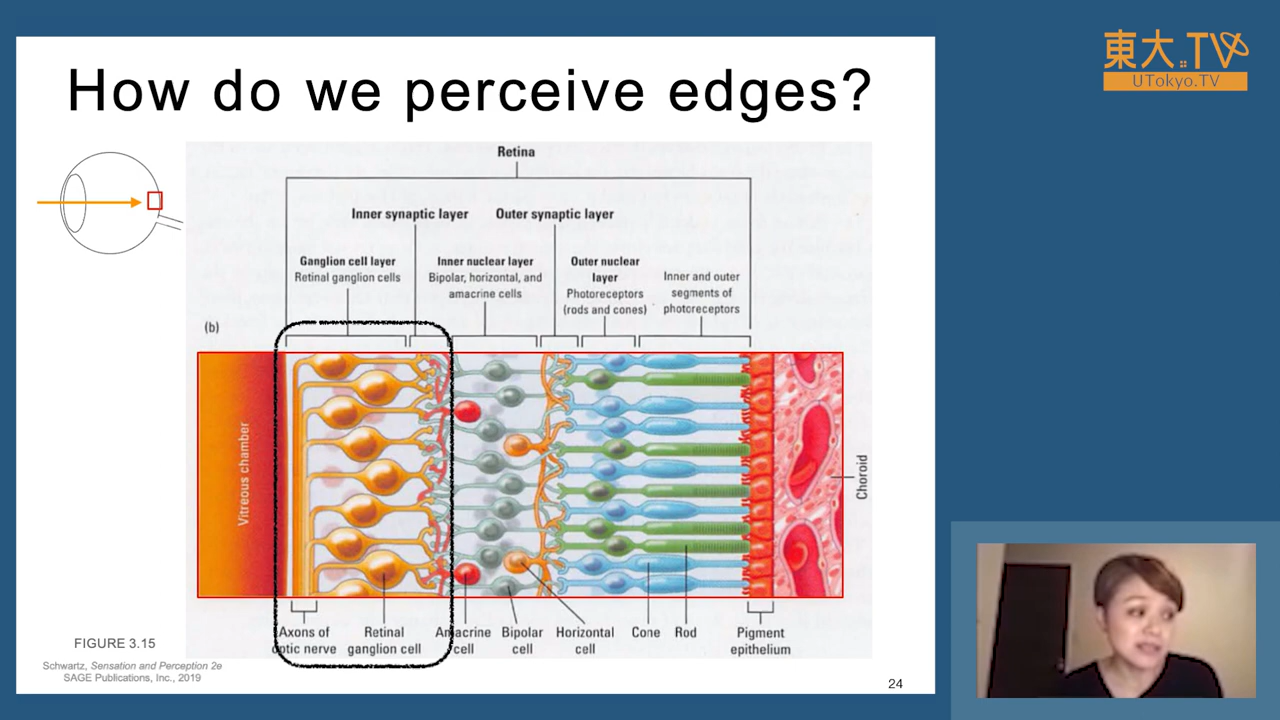 How do we perceive edges?
東大TV
UTokyo.TV
Retina
Inner synaptic layer
Outer synaptic layer
Ganglion cell layer
Retinal ganglion cells
Inner nuclear layer
Bipolar, horizontal, and
amacrine cells
Outer nuclear
layer
Photoreceptors
(rods and cones)
Inner and outer
segments of
photoreceptors
(b)
Vitreous chamber
Choroid
Axons of
optic nerve
Retinal
ganglion cell
Amacrine
cell
Bipolar
cell
Horizontal
cell
Cone
Rod
Pigment
epithelium
FIGURE 3.15
Schwartz, Sensation and Perception 2e
SAGE Publications, Inc., 2019
24